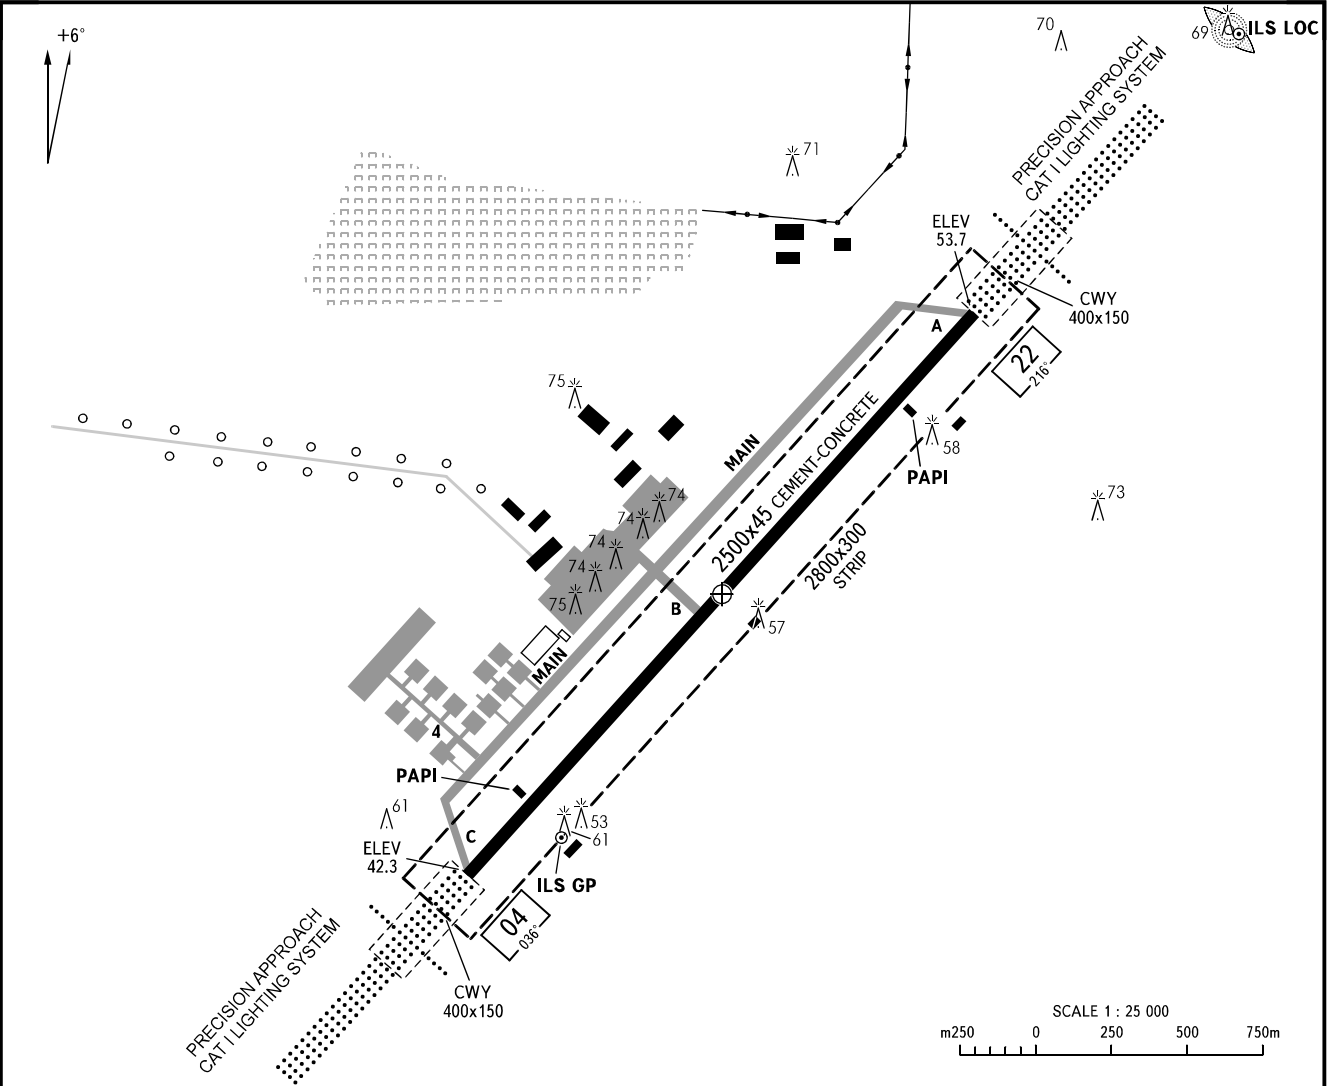 +6°
70
69
ILS LOC
PRECISION APPROACH
CAT I LIGHTING SYSTEM
71
ELEV
53.7
CWY
400x150
A
22
216°
75
MAIN
2500x45 CEMENT-CONCRETE
58
PAPI
73
74
74
74
74
75
2800x300
STRIP
B
57
MAIN
4
PAPI
61
C
53
61
ELEV
42.3
ILS GP
04
036°
PRECISION APPROACH
CAT I LIGHTING SYSTEM
CWY
400x150
SCALE 1 : 25 000
m250 0 250 500 750m